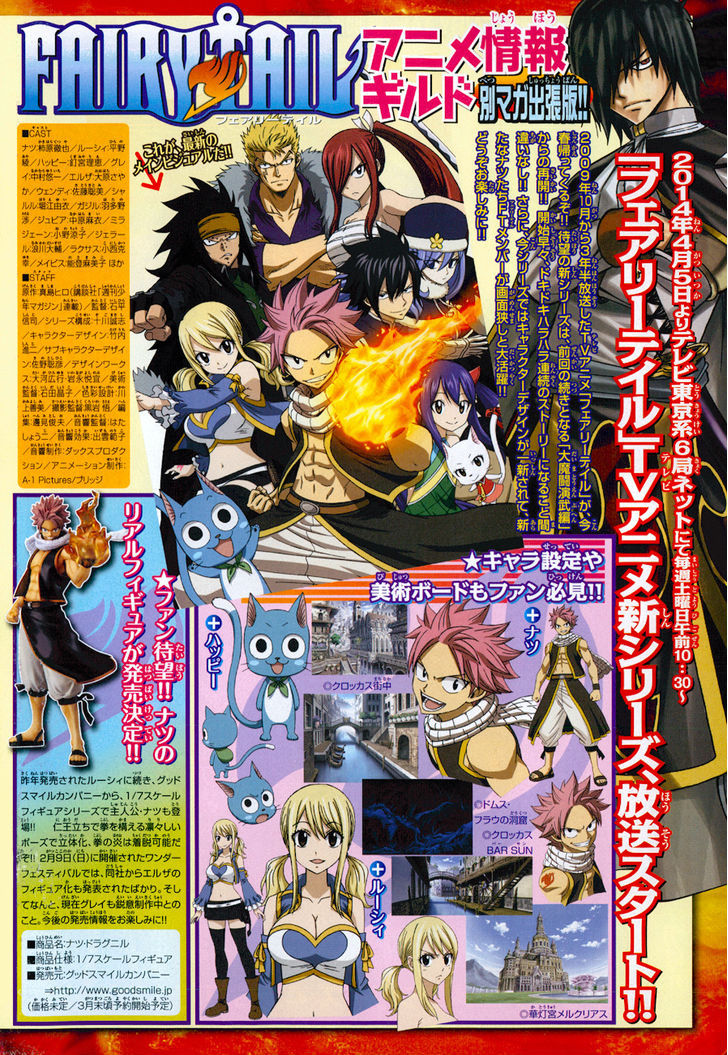 FAIRY TAIL
フェアリーテイル
アニメ情報
ギルド
別マガ出張版!!
これが、最新の
メインビジュアルだ!!
■CAST
ナツ:柿原徹也/ルーシィ:平野
綾/ハッピー:釘宮理恵/グレ
イ:中村悠一/エルザ:大原さや
か/ウェンディ:佐藤聡美/シャ
ルル:堀江由衣/ガジル:羽多野
渉/ジュビア:中原麻衣/ミラ
ジェーン:小野涼子/ジェラー
ル:浪川大輔/ラクサス:小西克
幸/メイビス:能登麻美子 ほか
■STAFF
原作:真島ヒロ(講談社「週刊少
年マガジン」連載)/監督:石平
信司/シリーズ構成:十川誠志
/キャラクターデザイン:竹内
進二/サブキャラクターデザイ
ン:佐野聡彦/デザインワーク
ス:大河広行・岩永悦宜/美術
監督:石田晶子/色彩設計:川
上善美/撮影監督:黒岩 悟/編
集:邊見俊夫/音響監督:はた
しょう二/音響効果:出雲範子
/音響制作:ダックスプロダク
ション/アニメーション制作:
A-1 Pictures/ブリッジ
2014年4月5日よりテレビ東京系6局ネットにて毎週土曜日午前10:30~
「フェアリーテイル」TVアニメ新シリーズ、放送スタート!!
2009年10月から3年半放送したTVアニメ「フェアリーテイル」が、今
春帰ってくるぞ!! 待望の新シリーズは、前回の続きとなる「大魔闘演武編」
からの再開!! 開始早々、ドキドキハラハラ連続のストーリーになること間
違いなし!! さらに、今シリーズではキャラクターデザインが一新されて、新
たなナツたちFTメンバーが画面狭しと大活躍!!
どうぞお楽しみに!!
★ファン待望!! ナツの
リアルフィギュアが発売決定!!
昨年発売されたルーシィに続き、グッド
スマイルカンパニーから、1/7スケール
フィギュアシリーズで主人公・ナツも登
場!! 仁王立ちで拳を構える凛々しい
ポーズで立体化、拳の炎は着脱可能だ
ぞ!! 2月9日(日)に開催されたワンダー
フェスティバルでは、同社からエルザの
フィギュア化も発表されたばかり。そし
てなんと、現在グレイも鋭意制作中との
こと。今後の発売情報をお楽しみに!!
■商品名:ナツ・ドラグニル
■商品仕様:1/7スケールフィギュア
■発売元:グッドスマイルカンパニー
⇒http://www.goodsmile.jp
(価格未定/3月末頃予約開始予定)
★キャラ設定や
美術ボードもファン必見!!
+ハッピー
+ナツ
◎クロッカス街中
◎ドムス・
フラウの洞窟
◎クロッカス
BAR SUN
+ルーシィ
◎華灯宮メルクリアス